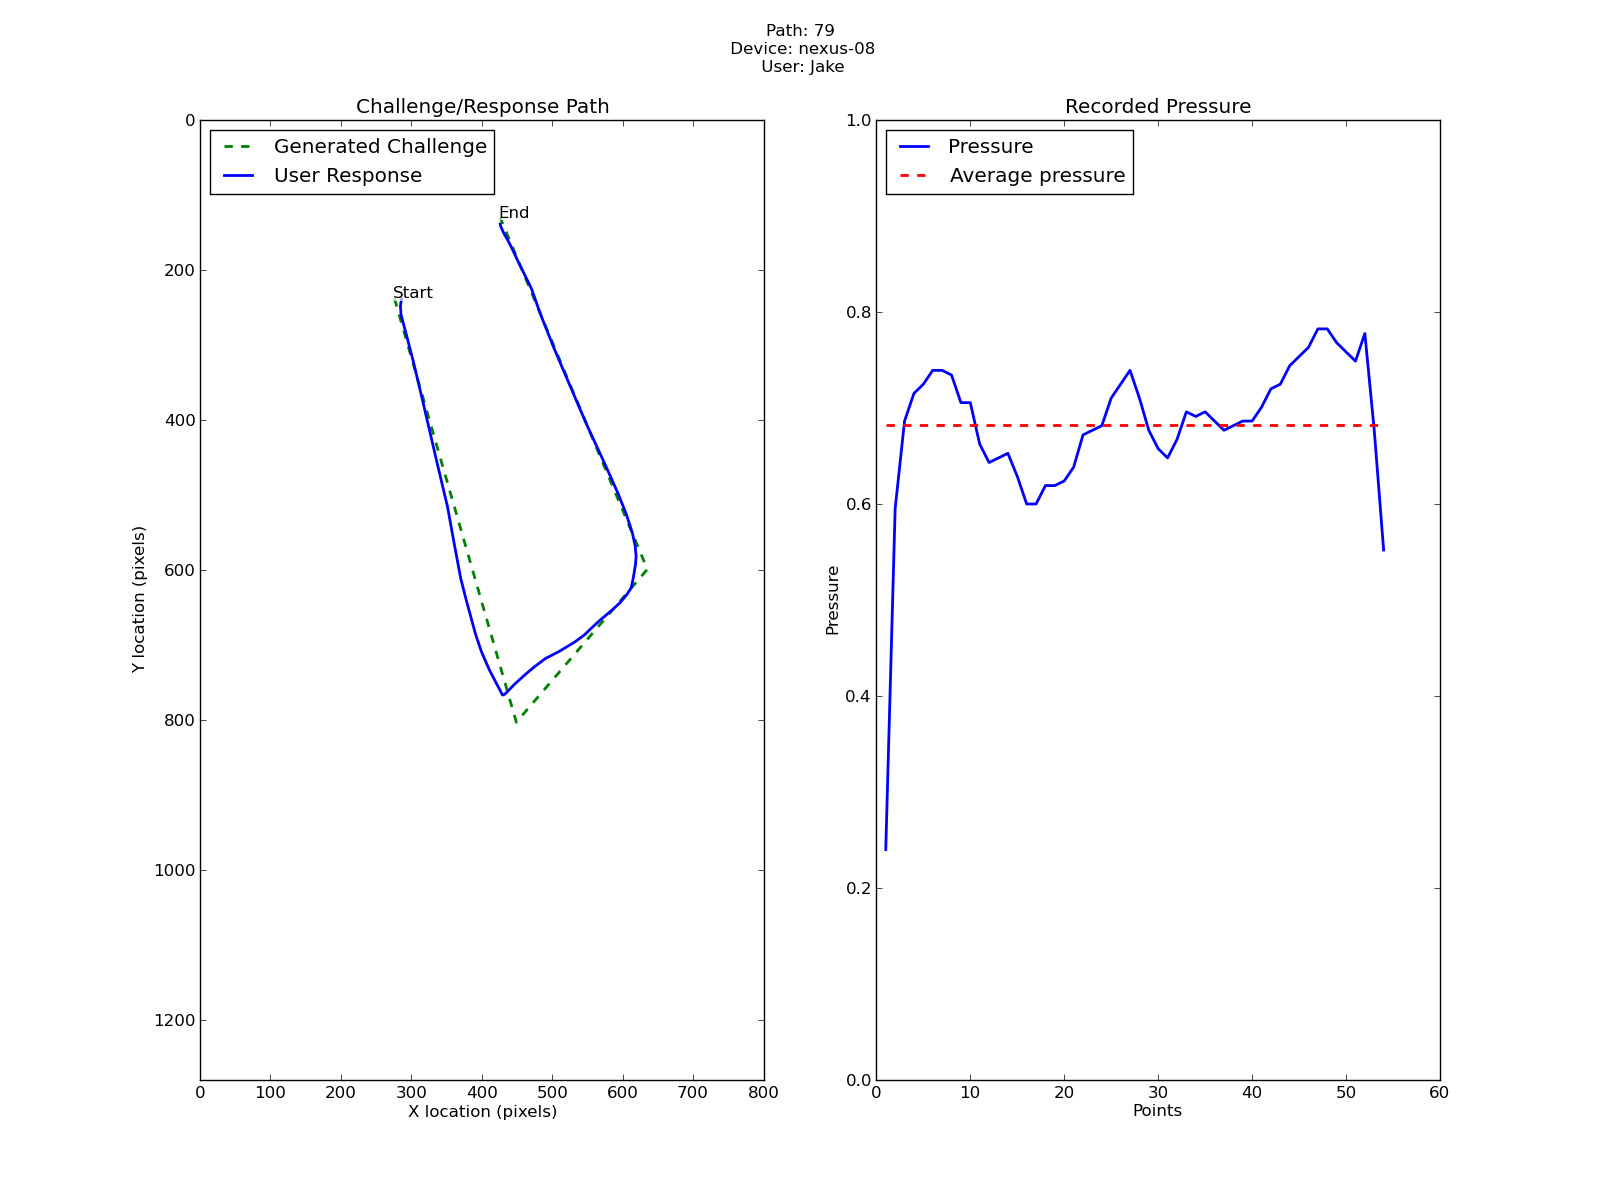 Path: 79
Device: nexus-08
User: Jake
Challenge/Response Path
Generated Challenge
User Response
End
Start
0
200
400
600
800
1000
1200
Y location (pixels)
0 100 200 300 400 500 600 700 800
X location (pixels)
Recorded Pressure
Pressure
Average pressure
1.0
0.8
0.6
0.4
0.2
0.0
Pressure
0 10 20 30 40 50 60
Points